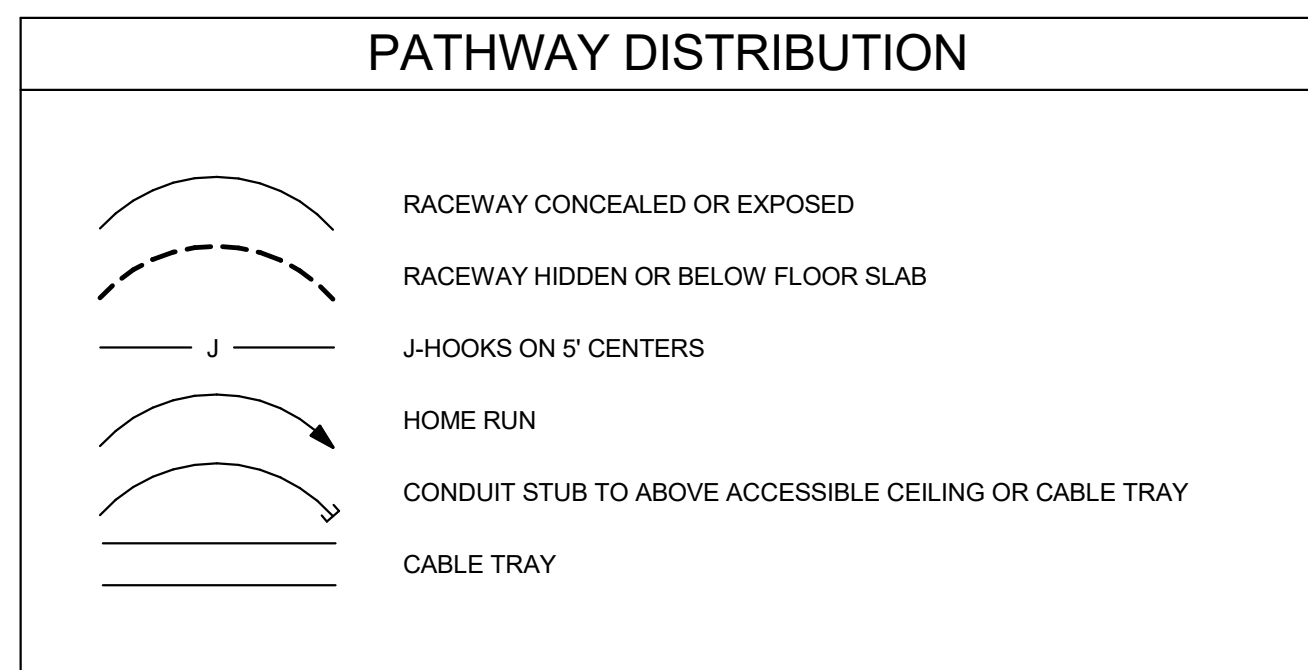 PATHWAY DISTRIBUTION
RACEWAY CONCEALED OR EXPOSED
RACEWAY HIDDEN OR BELOW FLOOR SLAB
J
J-HOOKS ON 5' CENTERS
HOME RUN
CONDUIT STUB TO ABOVE ACCESSIBLE CEILING OR CABLE TRAY
CABLE TRAY